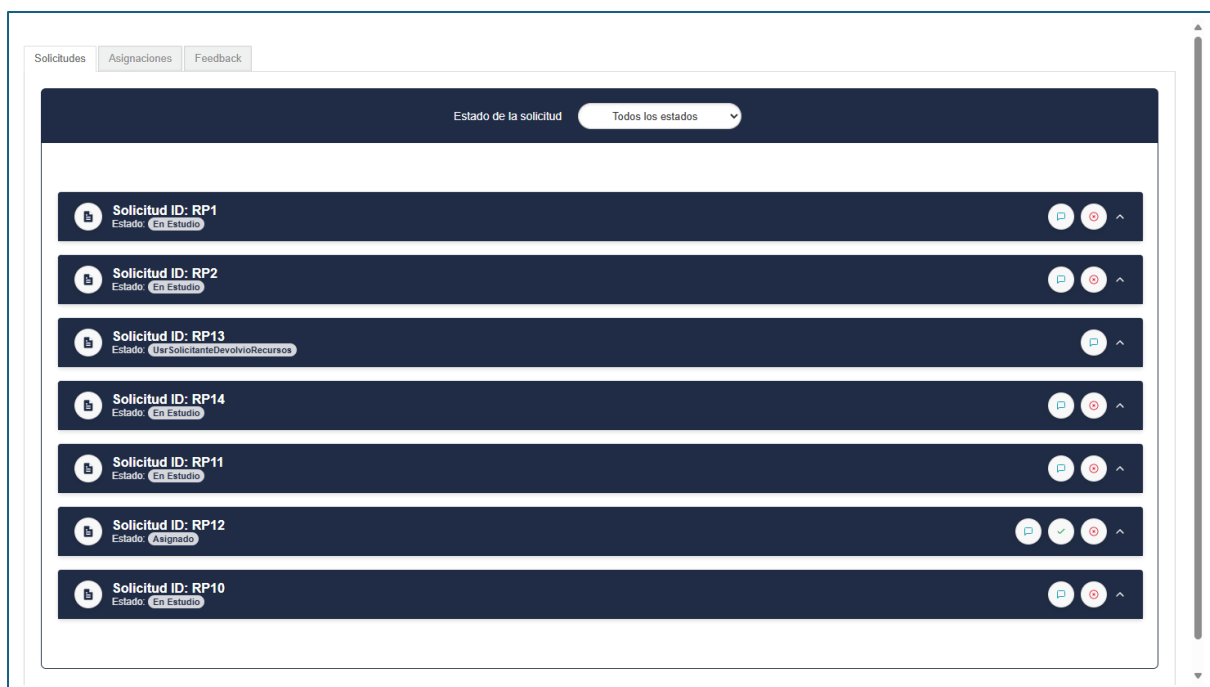 Solicitudes Asignaciones Feedback
Estado de la solicitud Todos los estados
Solicitud ID: RP1
Estado: En Estudio
Solicitud ID: RP2
Estado: En Estudio
Solicitud ID: RP13
Estado: UsrSolicitanteDevolvioRecursos
Solicitud ID: RP14
Estado: En Estudio
Solicitud ID: RP11
Estado: En Estudio
Solicitud ID: RP12
Estado: Asignado
Solicitud ID: RP10
Estado: En Estudio